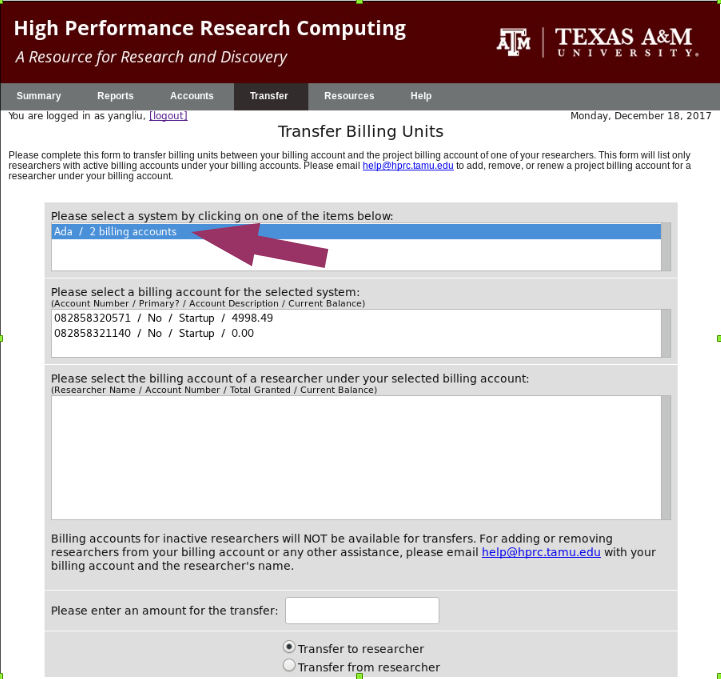 High Performance Research Computing
A Resource for Research and Discovery
ATM
TEXAS A&M
UNIVERSITY®
Summary Reports Accounts Transfer Resources Help
You are logged in as yangliu, [logout] Monday, December 18, 2017
Transfer Billing Units
Please complete this form to transfer billing units between your billing account and the project billing account of one of your researchers. This form will list only
researchers with active billing accounts under your billing accounts. Please email help@hprc.tamu.edu to add, remove, or renew a project billing account for a
researcher under your billing account.
Please select a system by clicking on one of the items below:
Ada / 2 billing accounts
Please select a billing account for the selected system:
(Account Number / Primary? / Account Description / Current Balance)
082858320571 / No / Startup / 4998.49
082858321140 / No / Startup / 0.00
Please select the billing account of a researcher under your selected billing account:
(Researcher Name / Account Number / Total Granted / Current Balance)
Billing accounts for inactive researchers will NOT be available for transfers. For adding or removing
researchers from your billing account or any other assistance, please email help@hprc.tamu.edu with your
billing account and the researcher's name.
Please enter an amount for the transfer:
Transfer to researcher
Transfer from researcher